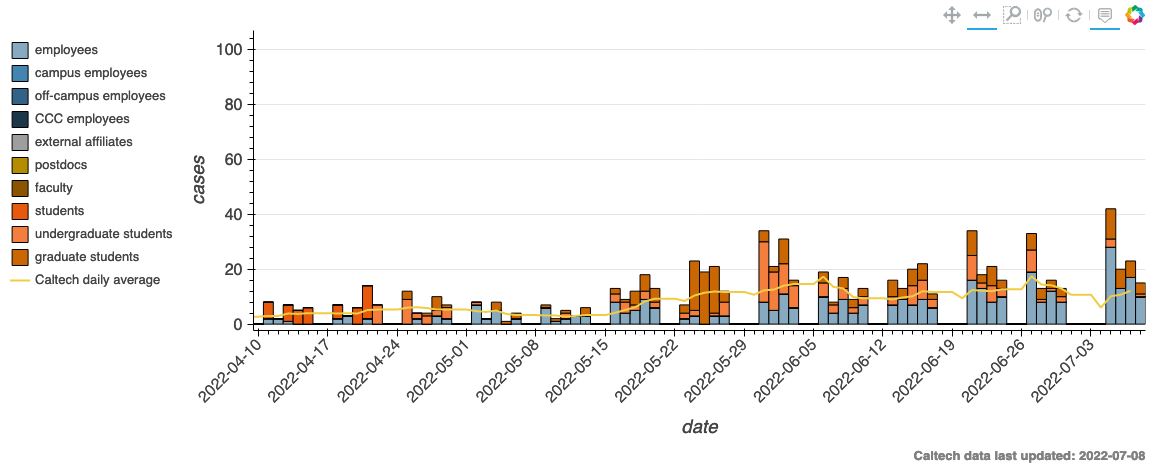 employees
campus employees
off-campus employees
CCC employees
external affiliates
postdocs
faculty
students
undergraduate students
graduate students
Caltech daily average
cases
100
80
60
40
20
0
2022-04-10
2022-04-17
2022-04-24
2022-05-01
2022-05-08
2022-05-15
2022-05-22
2022-05-29
2022-06-05
2022-06-12
2022-06-19
2022-06-26
2022-07-03
date
Caltech data last updated: 2022-07-08